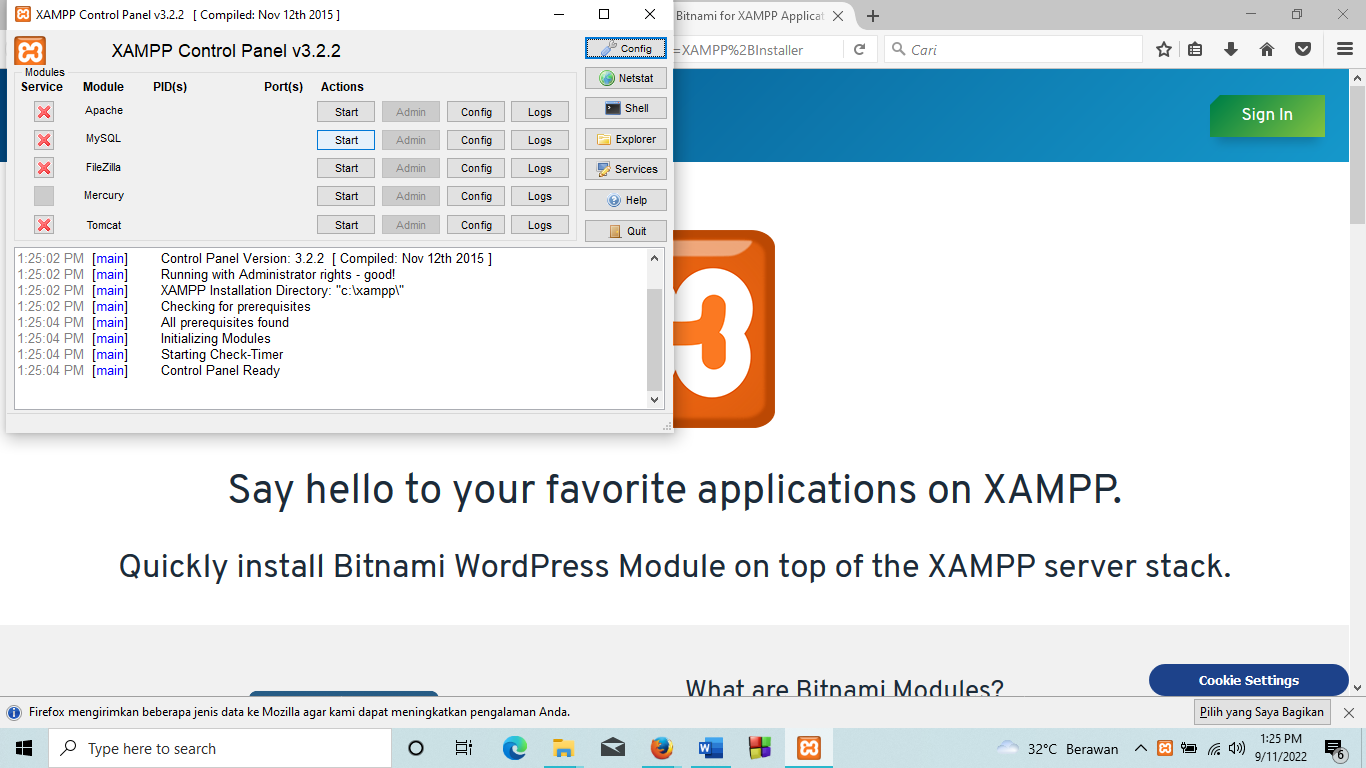 XAMPP Control Panel v3.2.2 [ Compiled: Nov 12th 2015 ]
Bitnami for XAMPP Applicat
=XAMPP%2BInstaller
Cari
XAMPP Control Panel v3.2.2
Config
Netstat
Shell
Explorer
Services
Help
Quit
Modules
Service Module PID(s) Port(s) Actions
Apache Start Admin Config Logs
MySQL Start Admin Config Logs
FileZilla Start Admin Config Logs
Mercury Start Admin Config Logs
Tomcat Start Admin Config Logs
1:25:02 PM [main] Control Panel Version: 3.2.2 [ Compiled: Nov 12th 2015 ]
1:25:02 PM [main] Running with Administrator rights - good!
1:25:02 PM [main] XAMPP Installation Directory: "c:\xampp\"
1:25:02 PM [main] Checking for prerequisites
1:25:04 PM [main] All prerequisites found
1:25:04 PM [main] Initializing Modules
1:25:04 PM [main] Starting Check-Timer
1:25:04 PM [main] Control Panel Ready
Sign In
Say hello to your favorite applications on XAMPP.
Quickly install Bitnami WordPress Module on top of the XAMPP server stack.
What are Bitnami Modules?
Cookie Settings
Firefox mengirimkan beberapa jenis data ke Mozilla agar kami dapat meningkatkan pengalaman Anda.
Pilih yang Saya Bagikan
Type here to search
32°C Berawan
1:25 PM
9/11/2022
6